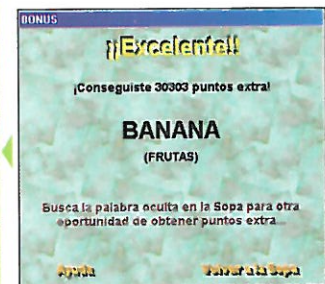 BONUS
¡¡Excelente!!
¡Conseguiste 30303 puntos extra!
BANANA
(FRUTAS)
Busca la palabra oculta en la Sopa para otra
oportunidad de obtener puntos extra...
Ayuda
Volver a la Sopa